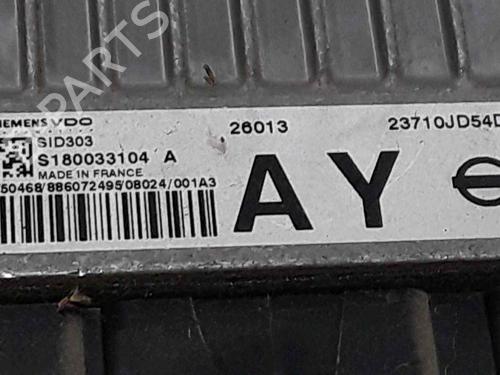 PARTS
SIEMENS VDO
SID303
S180033104 A
MADE IN FRANCE
50468/886072495/08024/001A3
26013
23710JD54D
AY